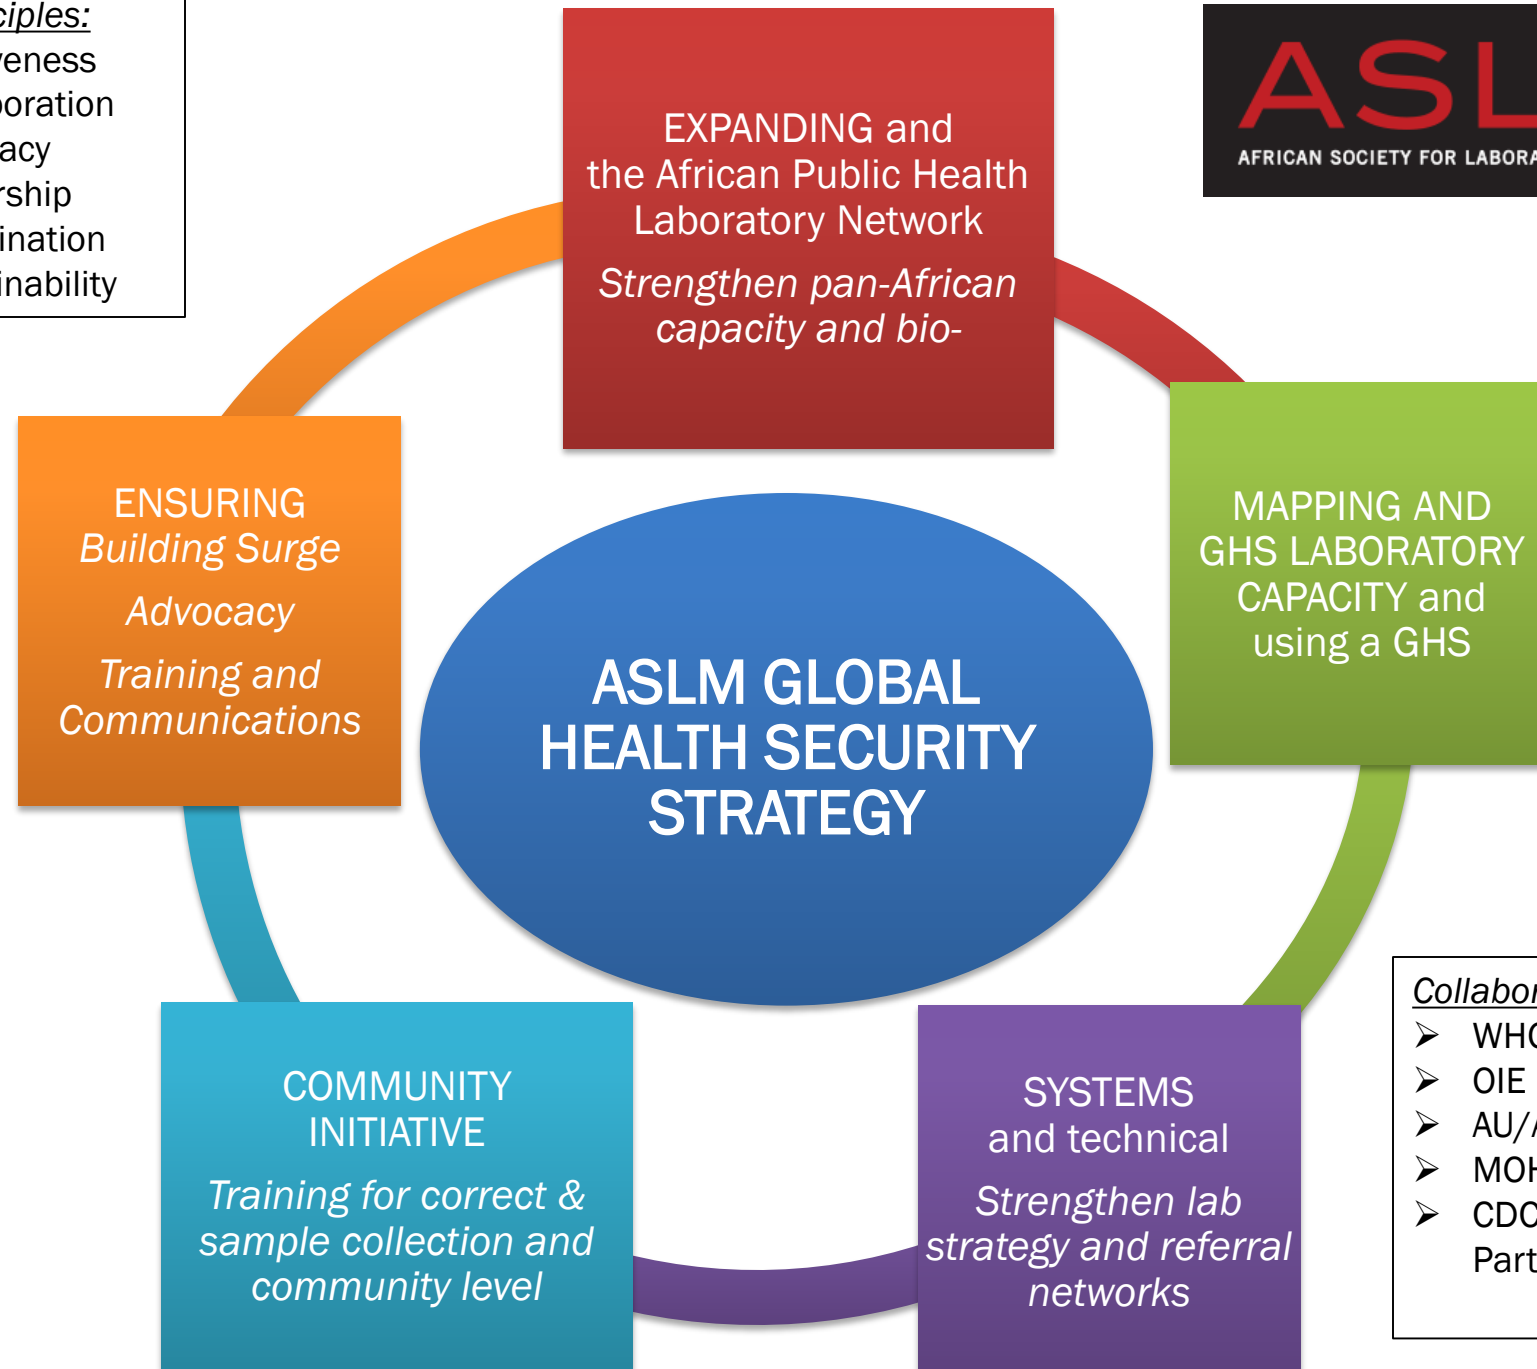 ciples:
veness
oration
acy
rship
ination
inability
EXPANDING and
the African Public Health
Laboratory Network
Strengthen pan-African
capacity and bio-
ASL
AFRICAN SOCIETY FOR LABORA
ENSURING
Building Surge
Advocacy
Training and
Communications
MAPPING AND
GHS LABORATORY
CAPACITY and
using a GHS
ASLM GLOBAL
HEALTH SECURITY
STRATEGY
COMMUNITY
INITIATIVE
Training for correct &
sample collection and
community level
SYSTEMS
and technical
Strengthen lab
strategy and referral
networks
Collabor
➢ WHO
➢ OIE
➢ AU/A
➢ MOH
➢ CDC
Part